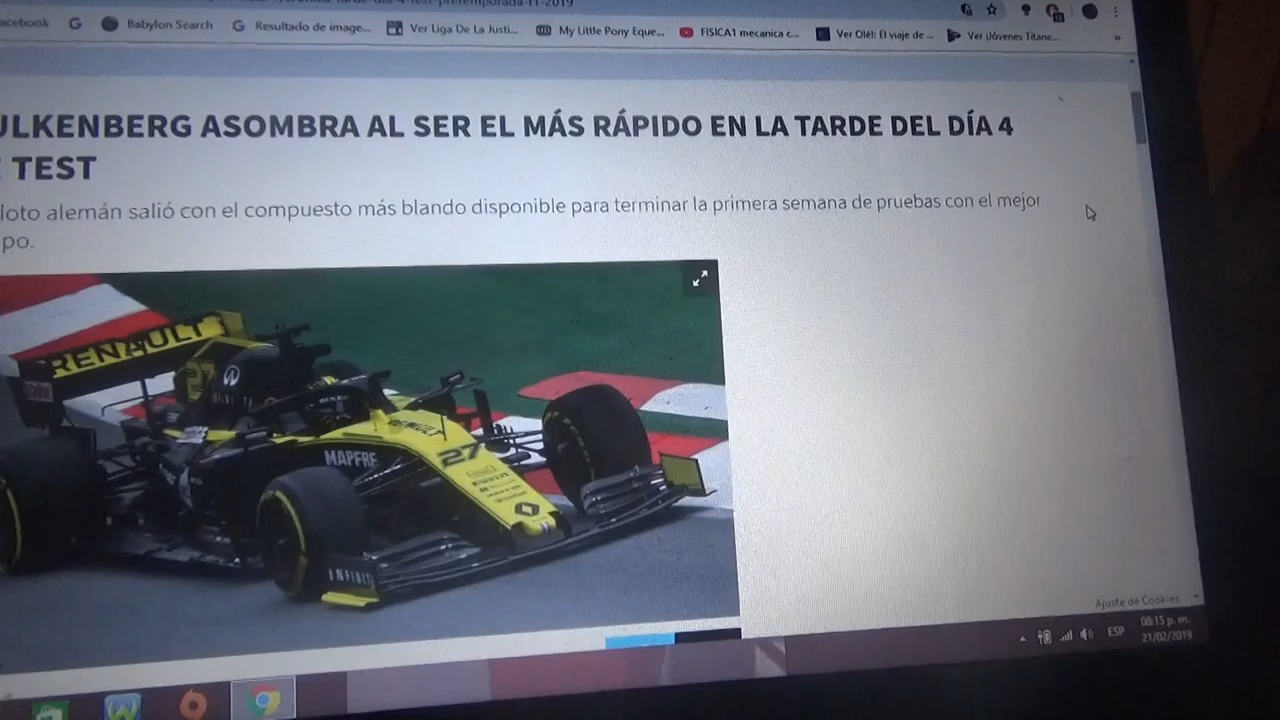 acebook Babylon Search Resultado de image... Ver Liga De La Justi... My Little Pony Eque... FISICA1 mecanica c... Ver Olé!: El viaje de ... Ver ¡Jóvenes Titane... »
ULKENBERG ASOMBRA AL SER EL MÁS RÁPIDO EN LA TARDE DEL DÍA 4
TEST
loto alemán salió con el compuesto más blando disponible para terminar la primera semana de pruebas con el mejor
po.
RENAULT
27
RENAULT
MAPFRE
27
INFINITI
Ajuste de Cookies
ESP
08:15 p. m.
21/02/2019